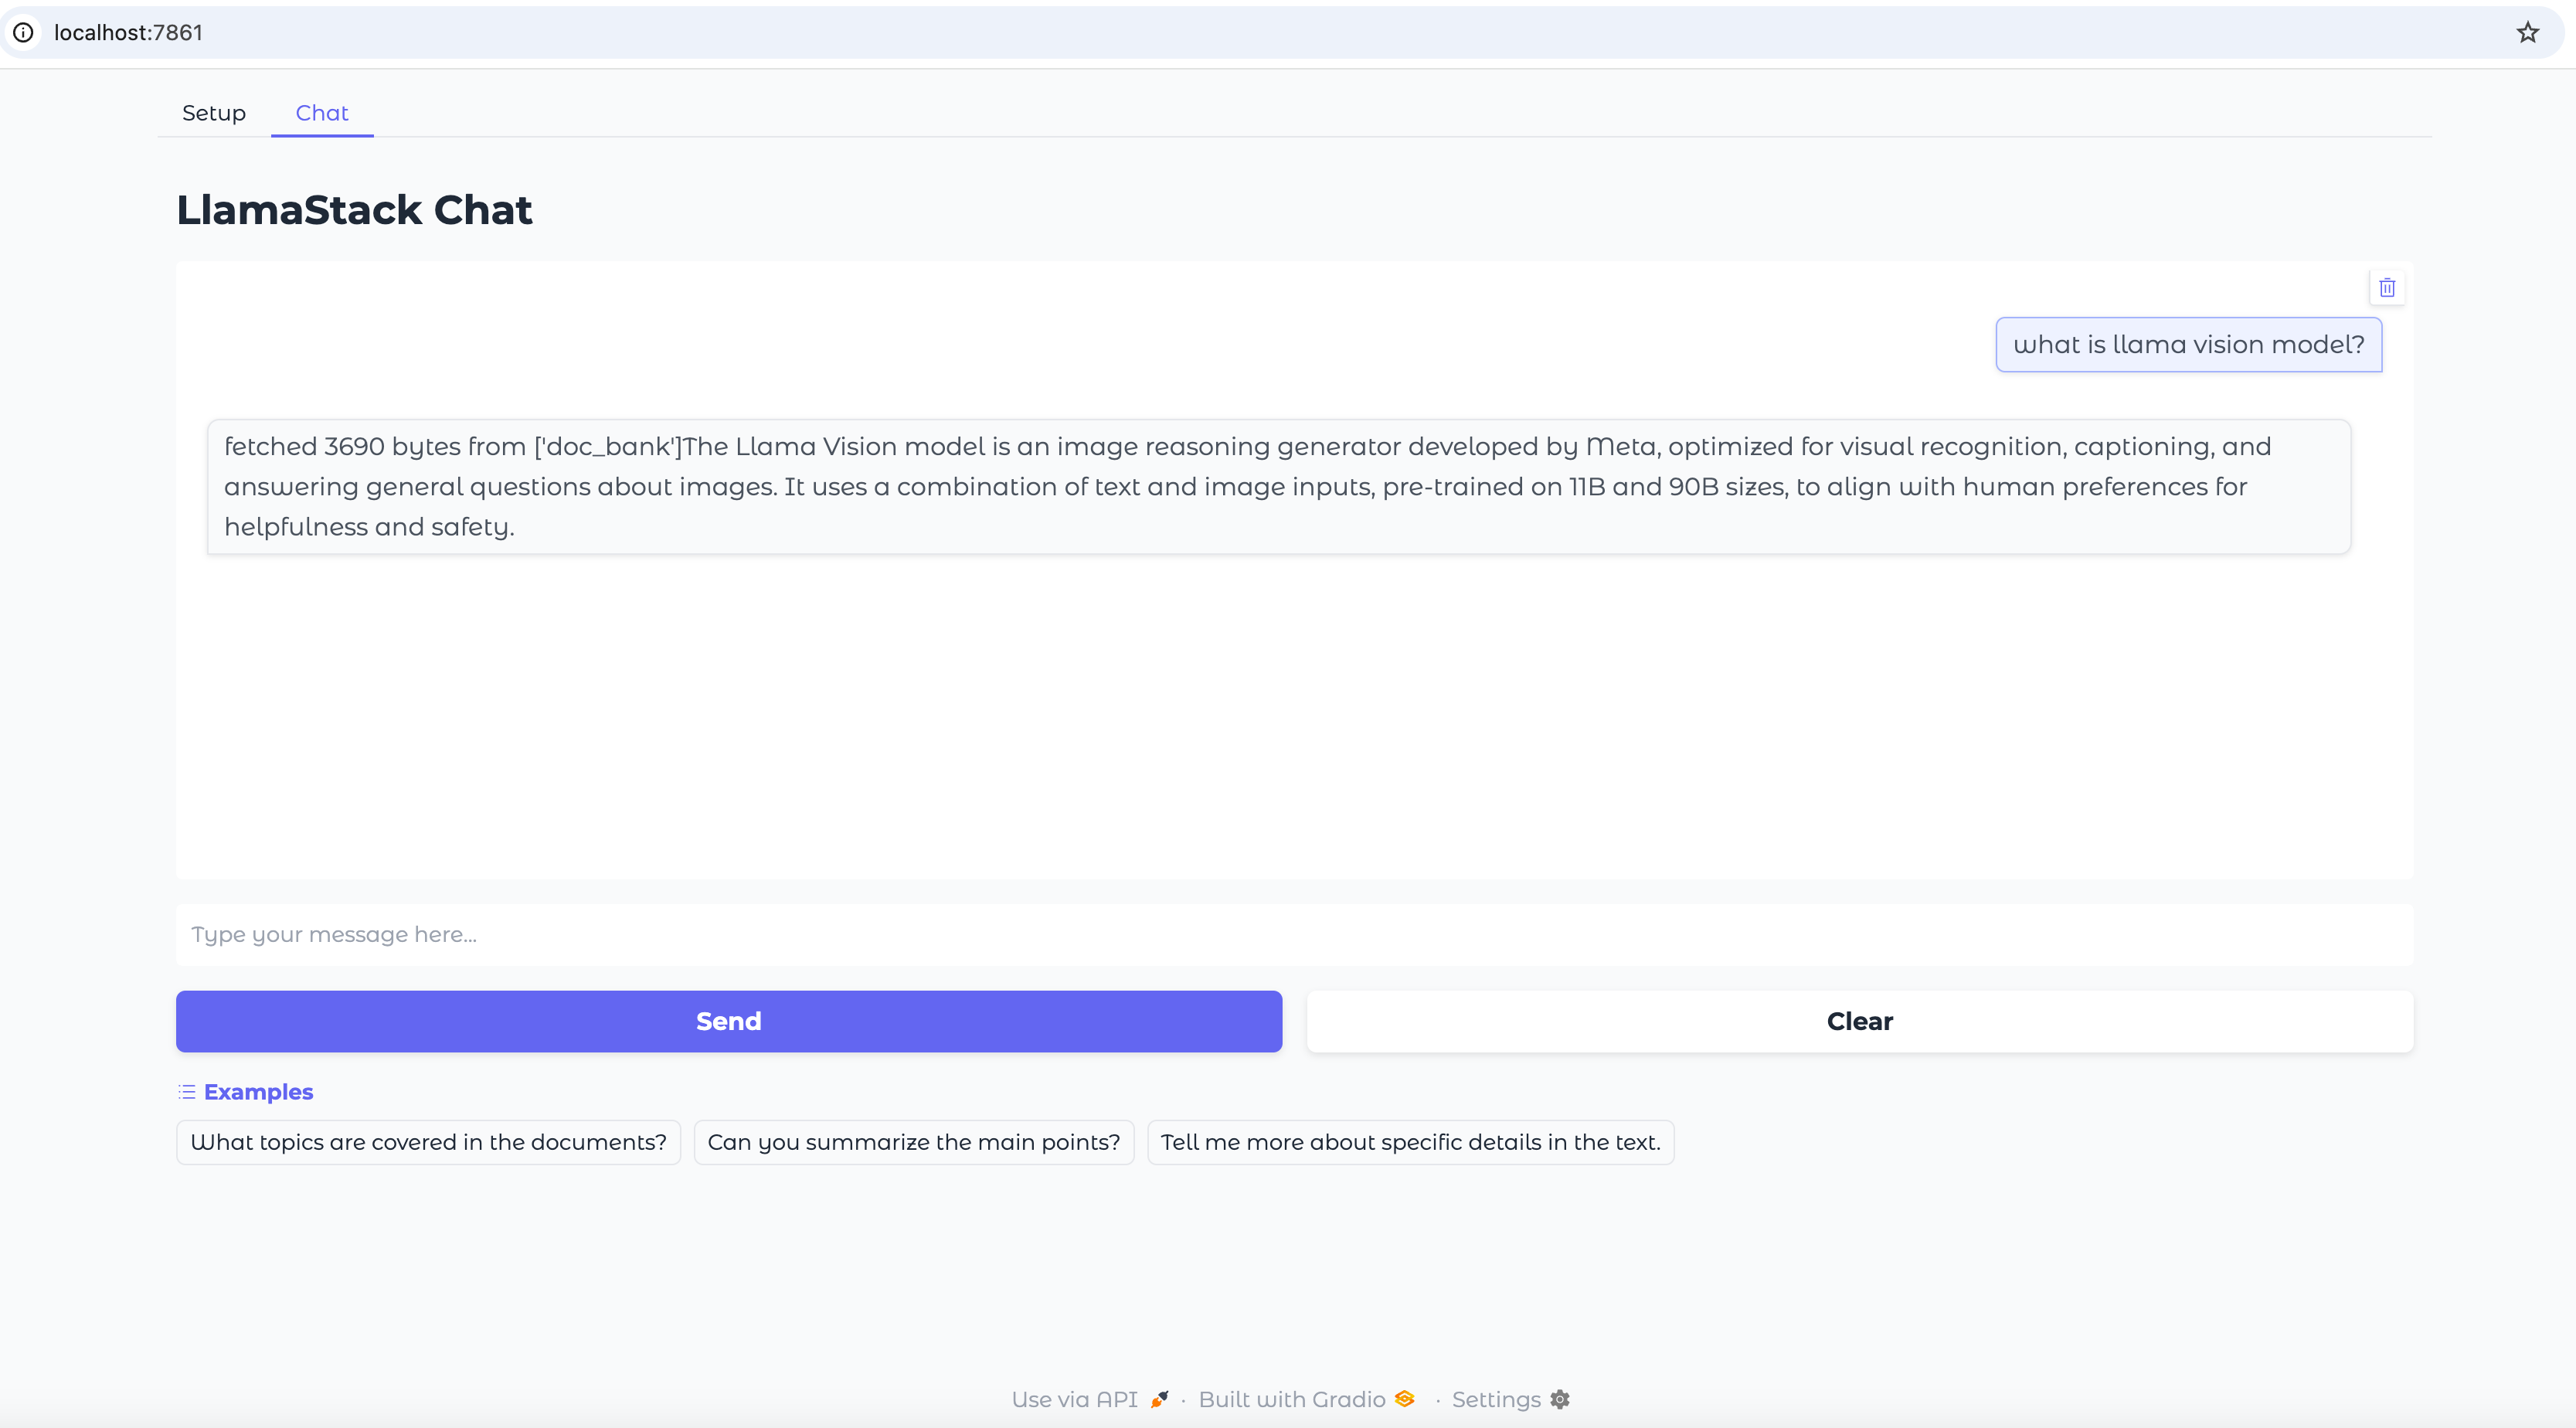 localhost:7861
Setup Chat
LlamaStack Chat
what is llama vision model?
fetched 3690 bytes from ['doc_bank']The Llama Vision model is an image reasoning generator developed by Meta, optimized for visual recognition, captioning, and
answering general questions about images. It uses a combination of text and image inputs, pre-trained on 11B and 90B sizes, to align with human preferences for
helpfulness and safety.
Type your message here...
Send Clear
Examples
What topics are covered in the documents? Can you summarize the main points? Tell me more about specific details in the text.
Use via API · Built with Gradio · Settings